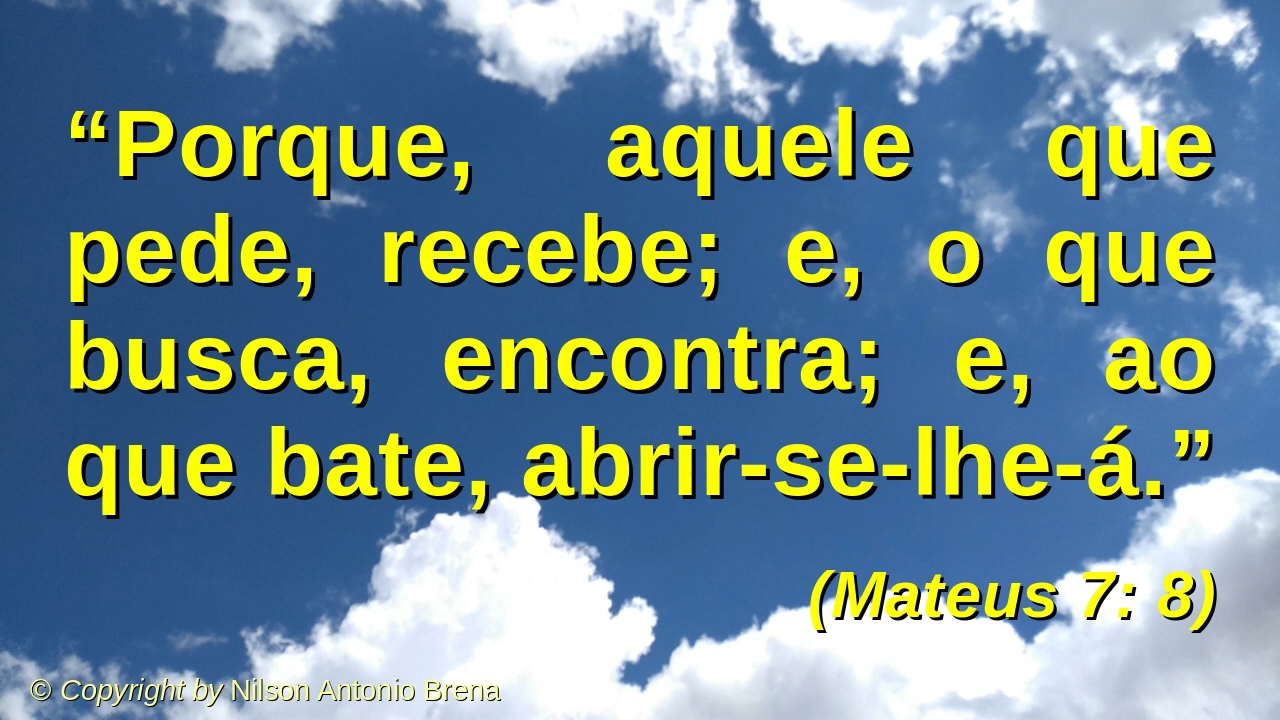 “Porque, aquele que
pede, recebe; e, o que
busca, encontra; e, ao
que bate, abrir-se-lhe-á.”
(Mateus 7: 8)
© Copyright by Nilson Antonio Brena